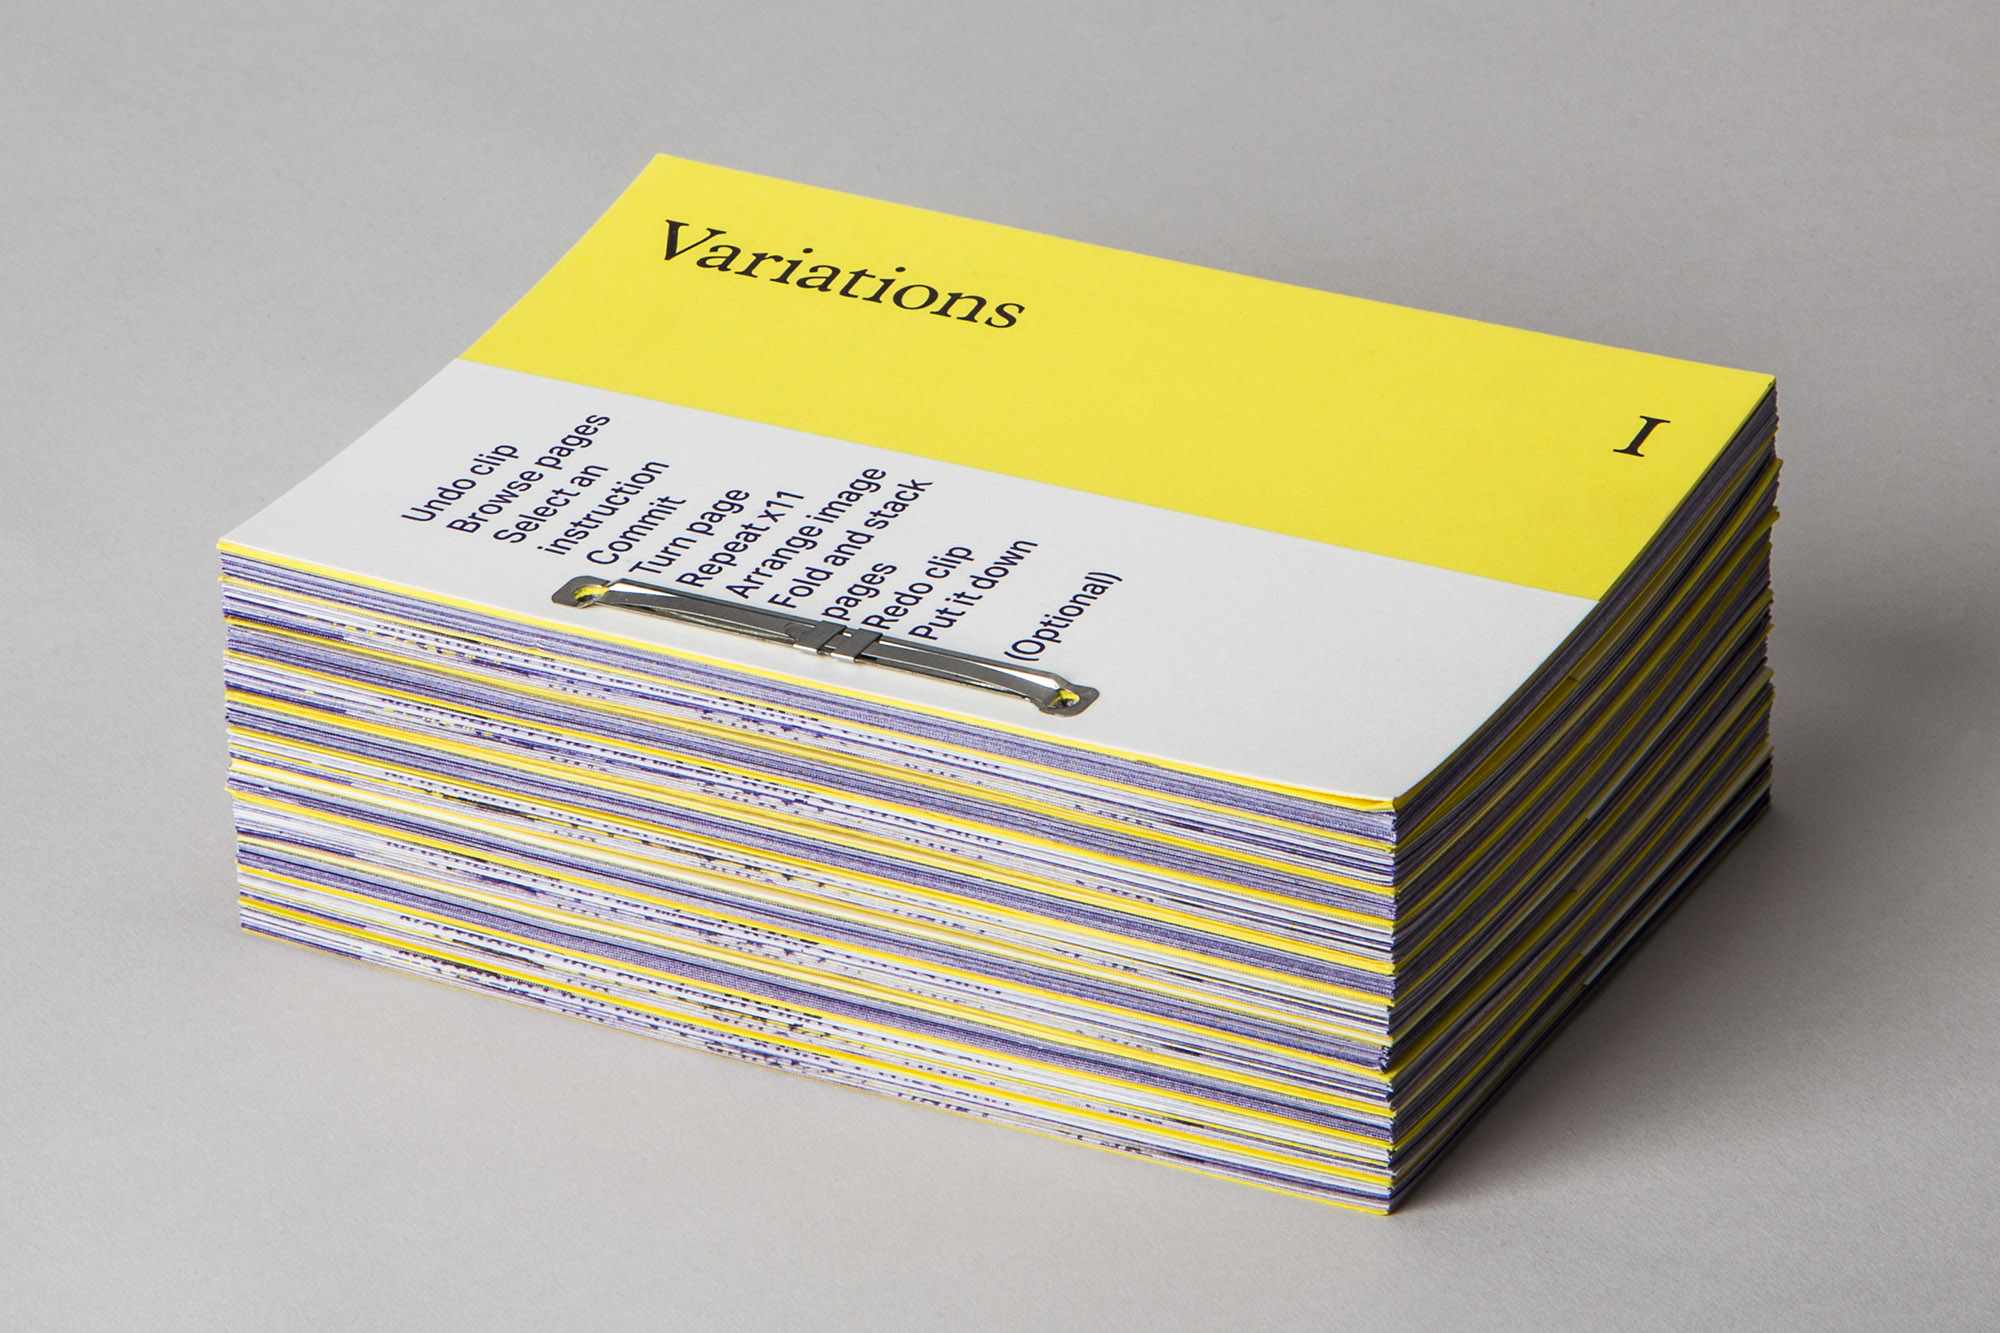 Variations
I
Undo clip
Browse pages
Select an
instruction
Commit
Turn page
Repeat x11
Arrange image
Fold and stack
pages
Redo clip
Put it down
(Optional)